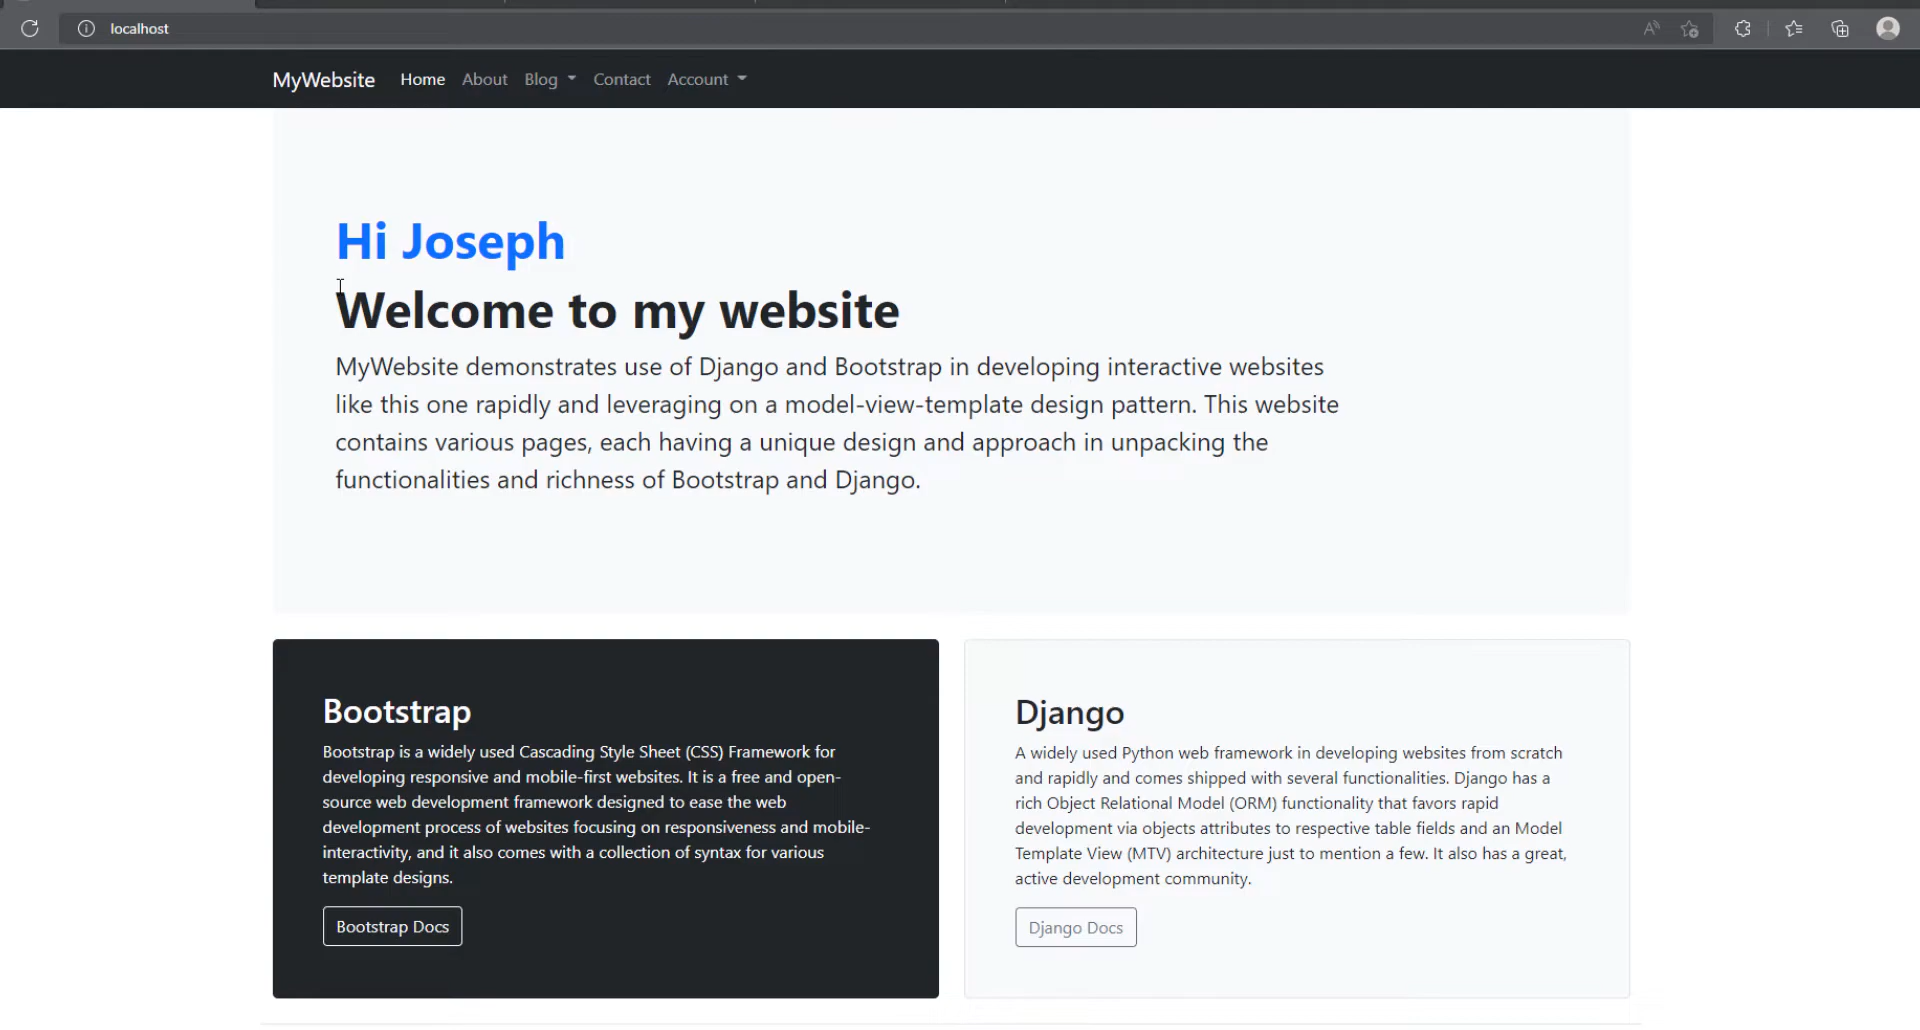 localhost
MyWebsite Home About Blog Contact Account
Hi Joseph
Welcome to my website
MyWebsite demonstrates use of Django and Bootstrap in developing interactive websites
like this one rapidly and leveraging on a model-view-template design pattern. This website
contains various pages, each having a unique design and approach in unpacking the
functionalities and richness of Bootstrap and Django.
Bootstrap
Bootstrap is a widely used Cascading Style Sheet (CSS) Framework for
developing responsive and mobile-first websites. It is a free and open-
source web development framework designed to ease the web
development process of websites focusing on responsiveness and mobile-
interactivity, and it also comes with a collection of syntax for various
template designs.
Bootstrap Docs
Django
A widely used Python web framework in developing websites from scratch
and rapidly and comes shipped with several functionalities. Django has a
rich Object Relational Model (ORM) functionality that favors rapid
development via objects attributes to respective table fields and an Model
Template View (MTV) architecture just to mention a few. It also has a great,
active development community.
Django Docs